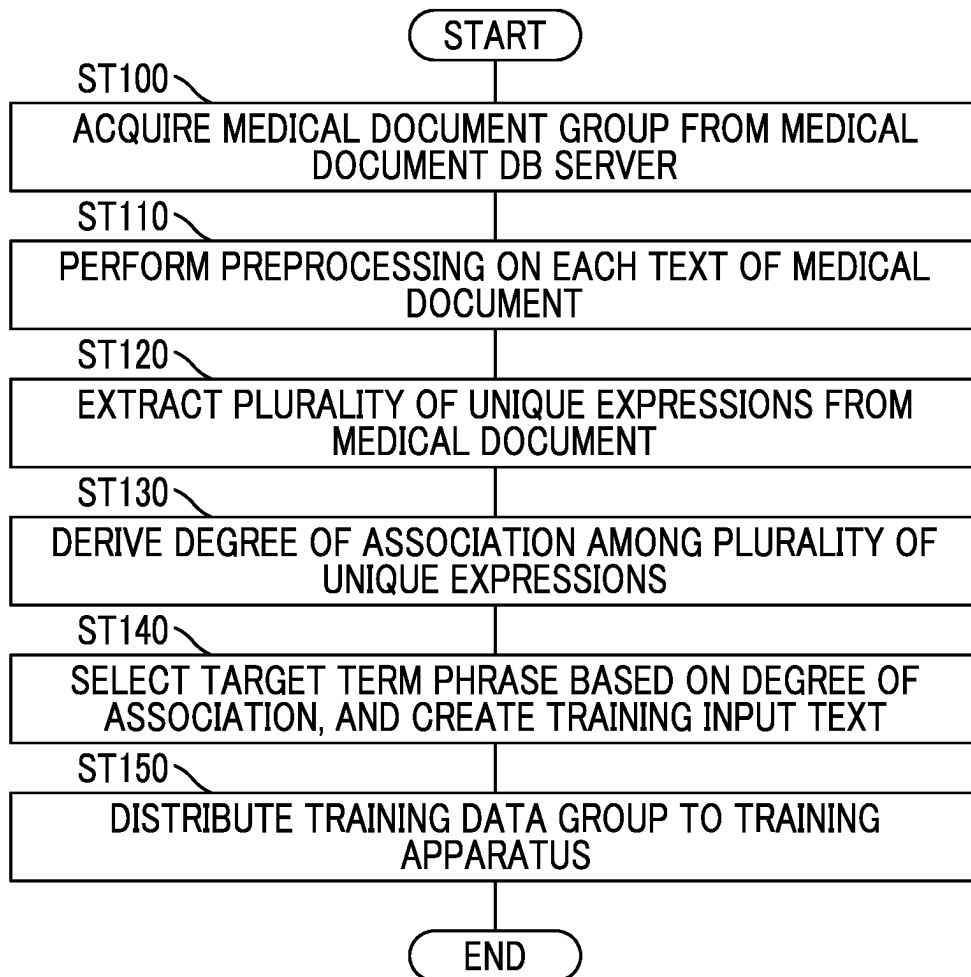 START
ST100
ACQUIRE MEDICAL DOCUMENT GROUP FROM MEDICAL
DOCUMENT DB SERVER
ST110
PERFORM PREPROCESSING ON EACH TEXT OF MEDICAL
DOCUMENT
ST120
EXTRACT PLURALITY OF UNIQUE EXPRESSIONS FROM
MEDICAL DOCUMENT
ST130
DERIVE DEGREE OF ASSOCIATION AMONG PLURALITY OF
UNIQUE EXPRESSIONS
ST140
SELECT TARGET TERM PHRASE BASED ON DEGREE OF
ASSOCIATION, AND CREATE TRAINING INPUT TEXT
ST150
DISTRIBUTE TRAINING DATA GROUP TO TRAINING
APPARATUS
END